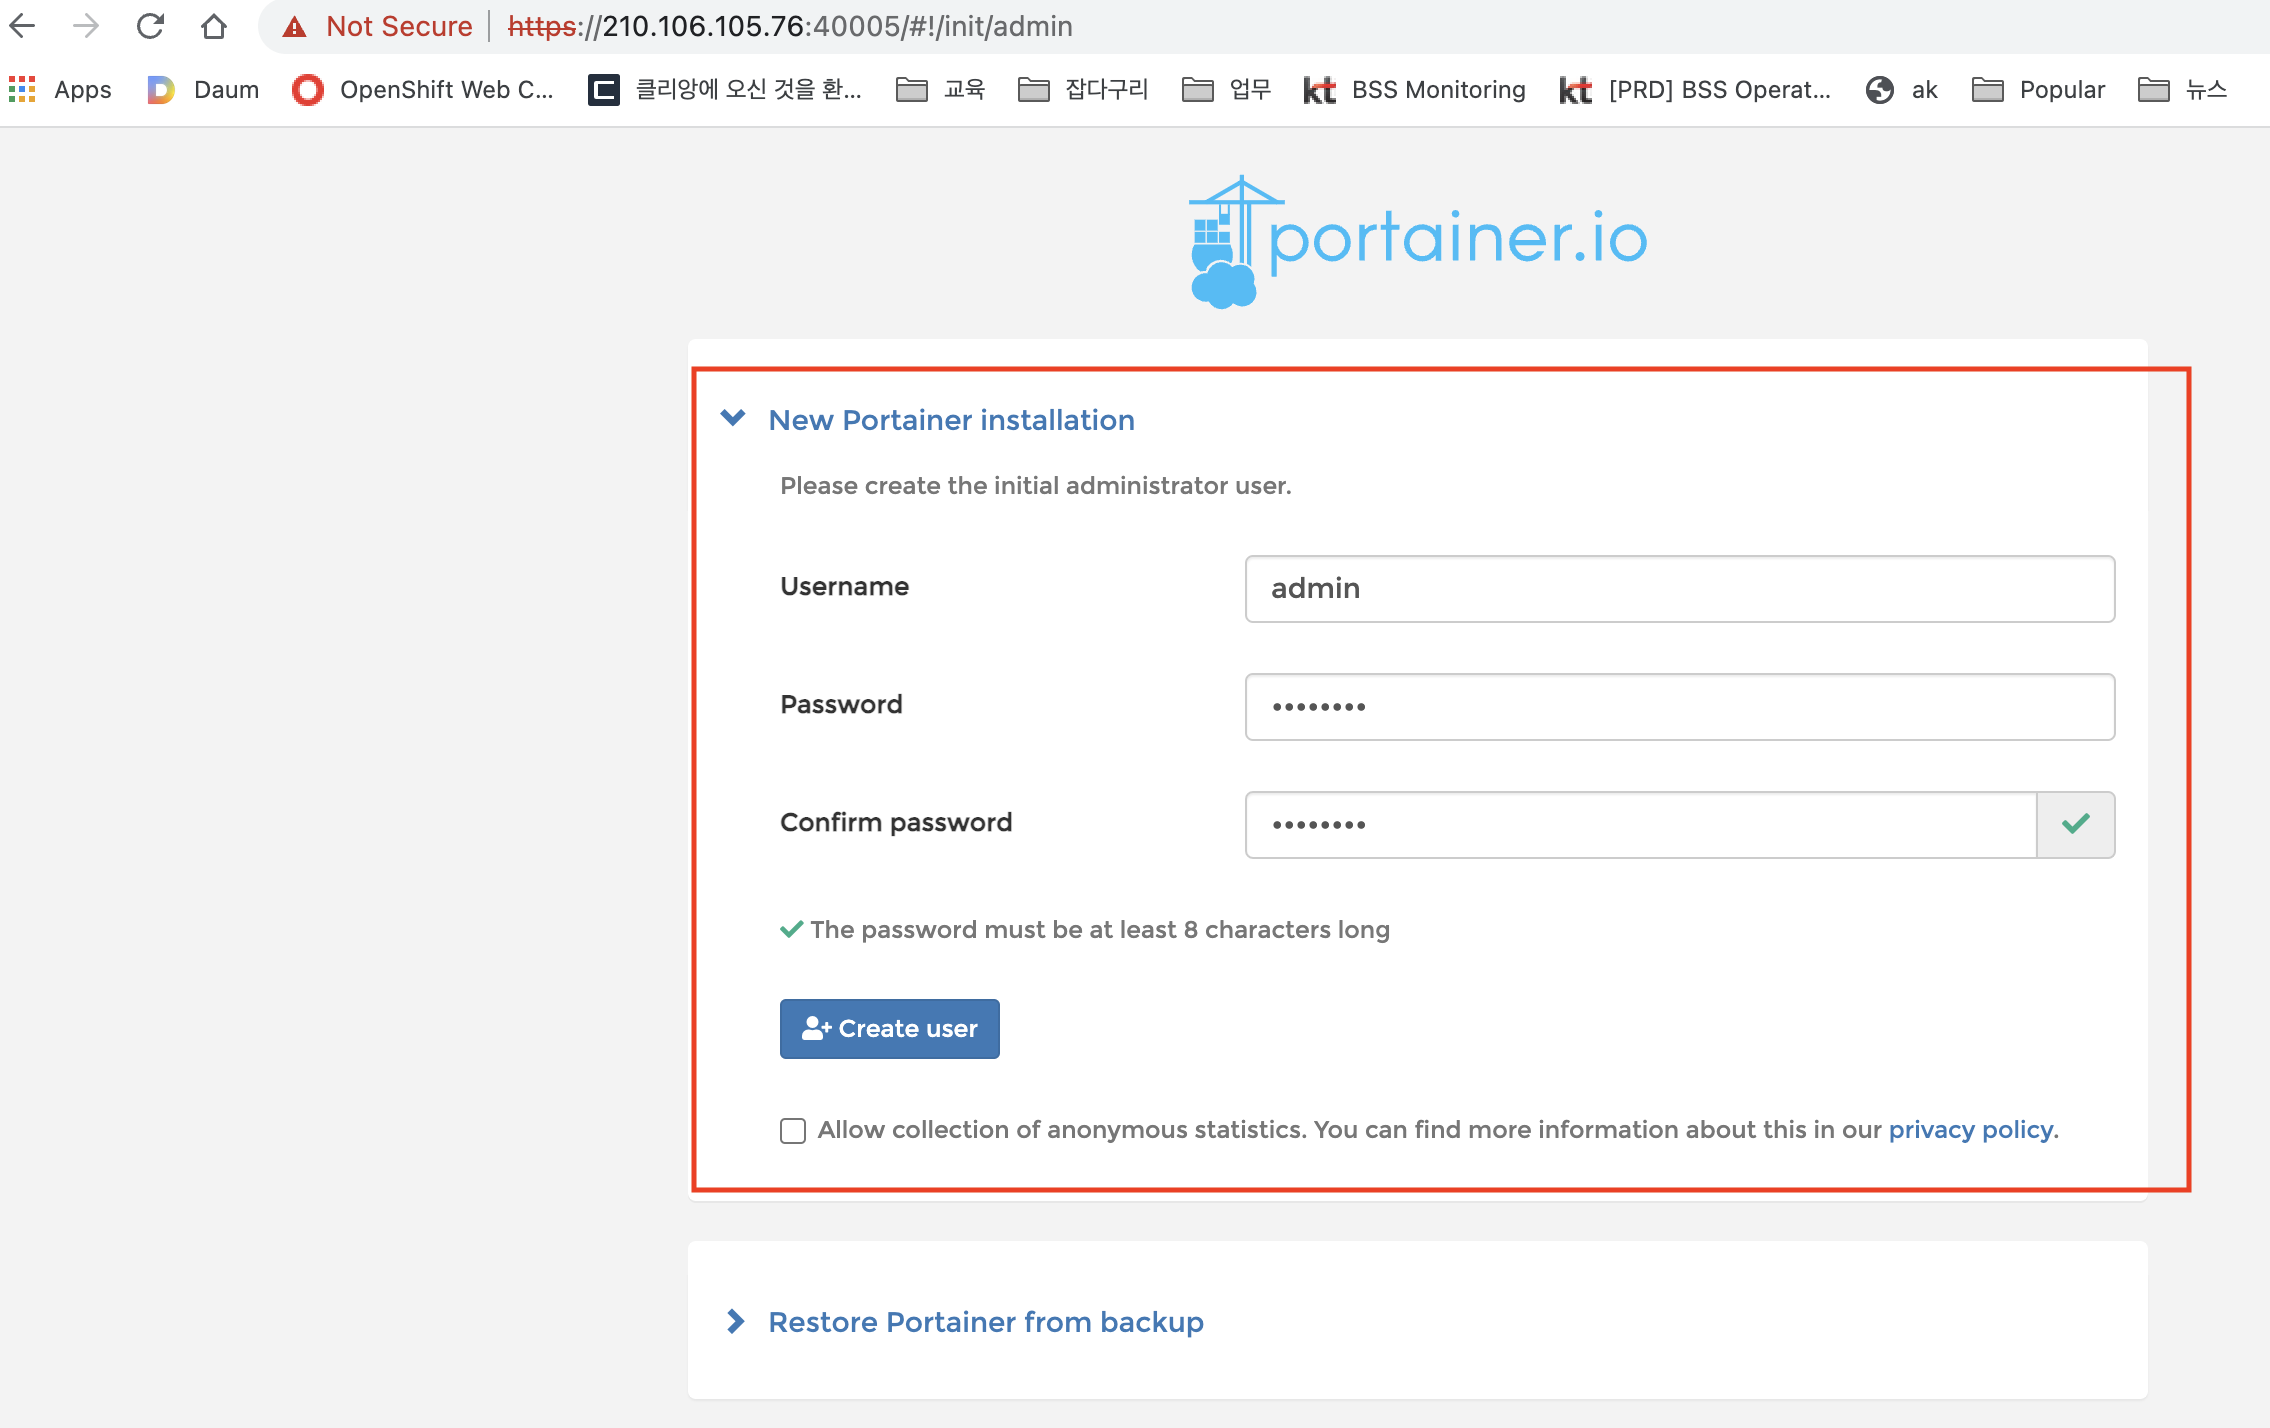 Not Secure | https://210.106.105.76:40005/#!/init/admin
Apps Daum OpenShift Web C... 클리앙에 오신 것을 환... 교육 잡다구리 업무 kt BSS Monitoring kt [PRD] BSS Operat... ak Popular 뉴스
portainer.io
New Portainer installation
Please create the initial administrator user.
Username admin
Password ••••••••
Confirm password ••••••••
The password must be at least 8 characters long
Create user
Allow collection of anonymous statistics. You can find more information about this in our privacy policy.
Restore Portainer from backup